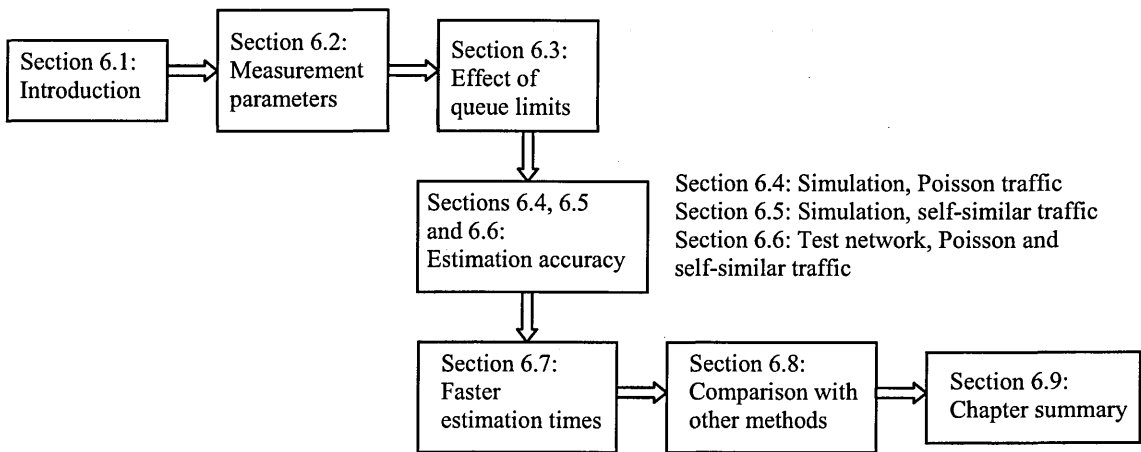 Section 6.1:
Introduction
Section 6.2:
Measurement
parameters
Section 6.3:
Effect of
queue limits
Sections 6.4, 6.5
and 6.6:
Estimation accuracy
Section 6.4: Simulation, Poisson traffic
Section 6.5: Simulation, self-similar traffic
Section 6.6: Test network, Poisson and
self-similar traffic
Section 6.7:
Faster
estimation times
Section 6.8:
Comparison with
other methods
Section 6.9:
Chapter summary